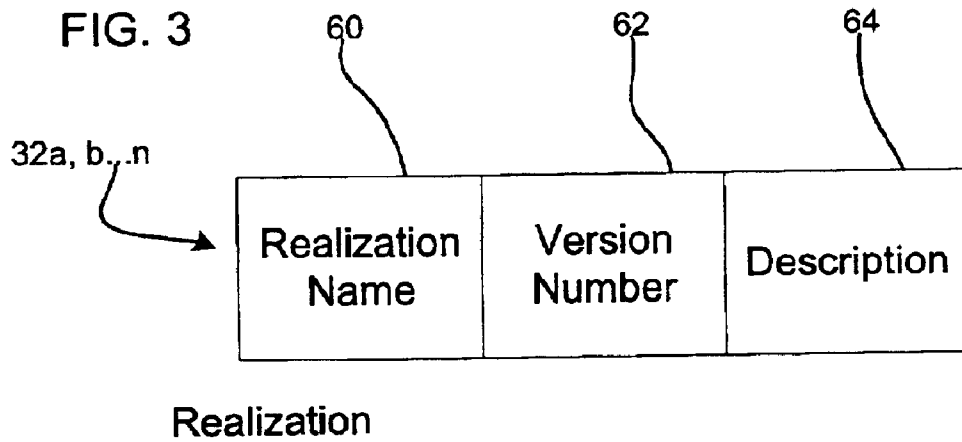 FIG. 3
60
62
64
32a, b...n
Realization
Name
Version
Number
Description
Realization